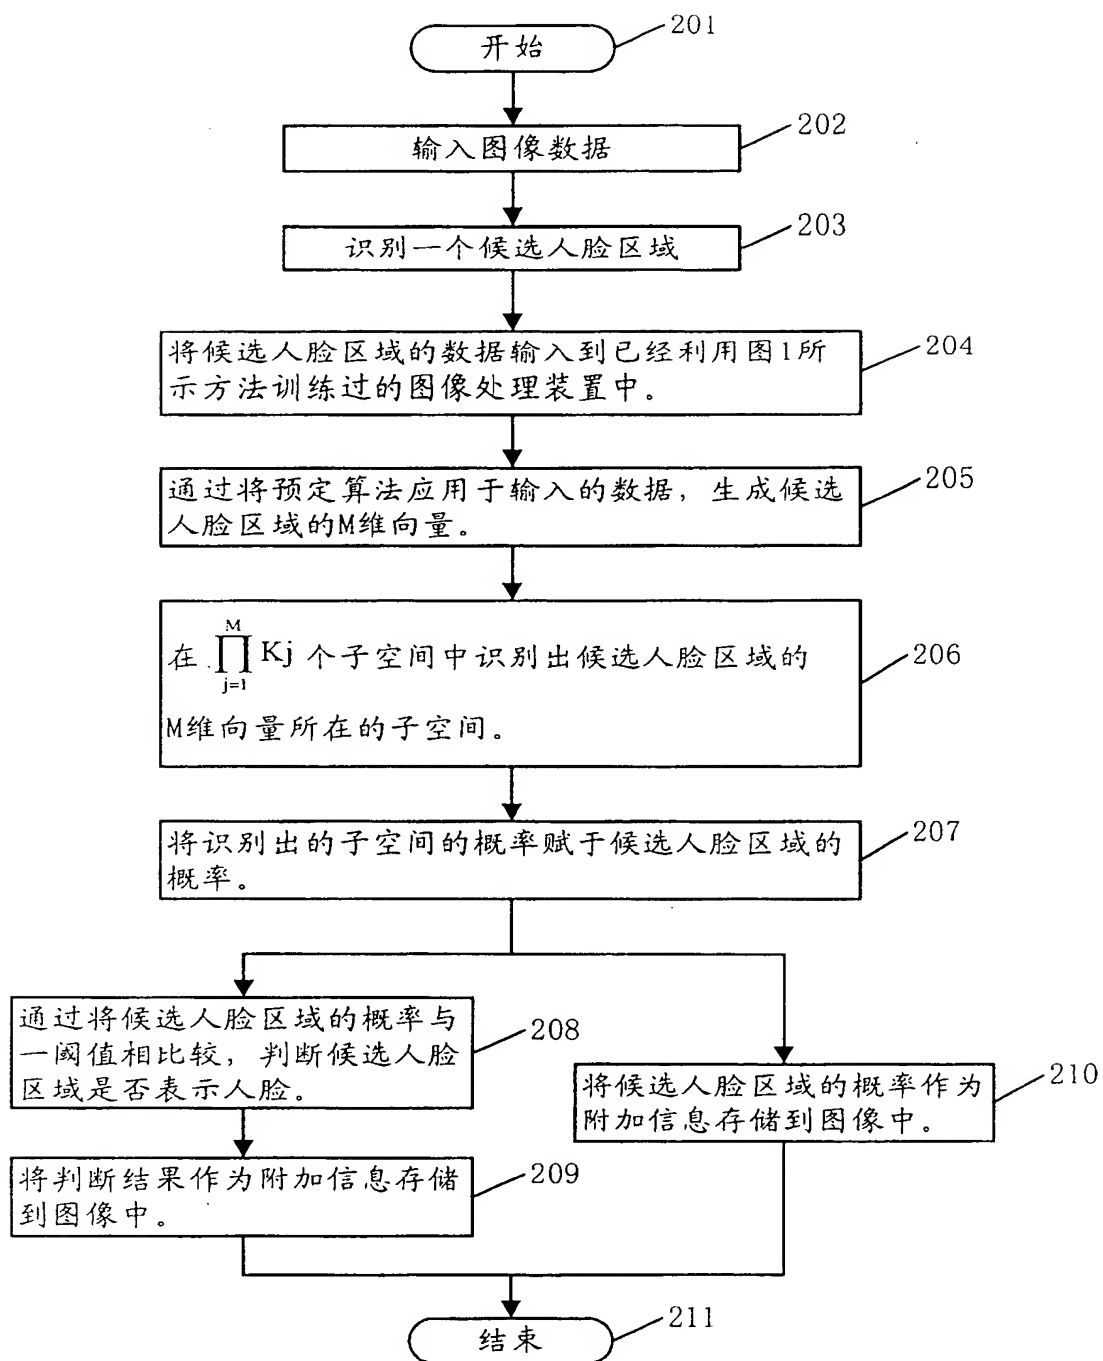 开始
201
输入图像数据
202
识别一个候选人脸区域
203
将候选人脸区域的数据输入到已经利用图1所
示方法训练过的图像处理装置中。
204
通过将预定算法应用于输入的数据，生成候选
人脸区域的M维向量。
205
在 ∏ Kj 个子空间中识别出候选人脸区域的
M
j=1
M维向量所在的子空间。
206
将识别出的子空间的概率赋于候选人脸区域的
概率。
207
通过将候选人脸区域的概率与
一阈值相比较，判断候选人脸
区域是否表示人脸。
208
将候选人脸区域的概率作为
附加信息存储到图像中。
210
将判断结果作为附加信息存储
到图像中。
209
结束
211